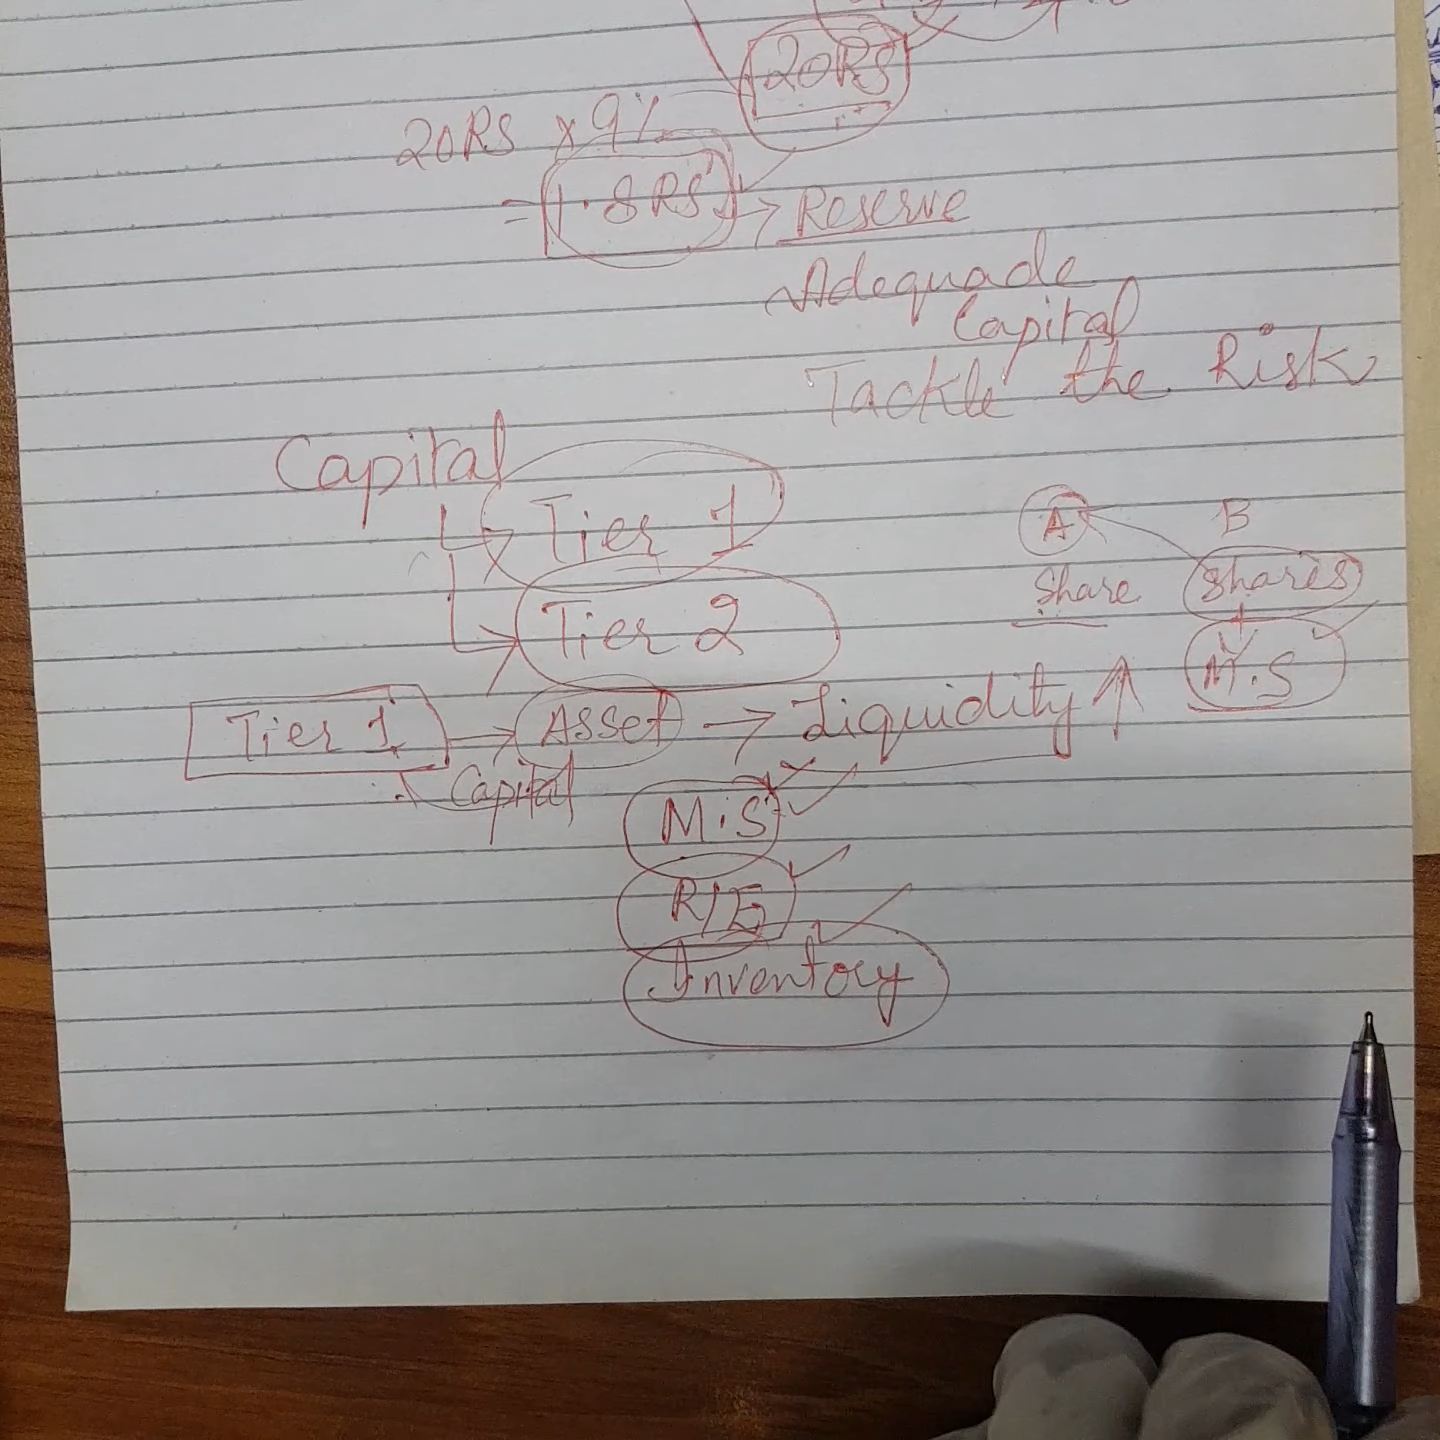 20RS
20RS x 9%
= 1.8RS → Reserve
Adequade
Capital
Tackle the Risk
Capital
Tier 1
A B
Share Shares
Tier 2
M.S
Tier 1 → Asset → Liquidity ↑
Capital
M.S
R/E
Inventory